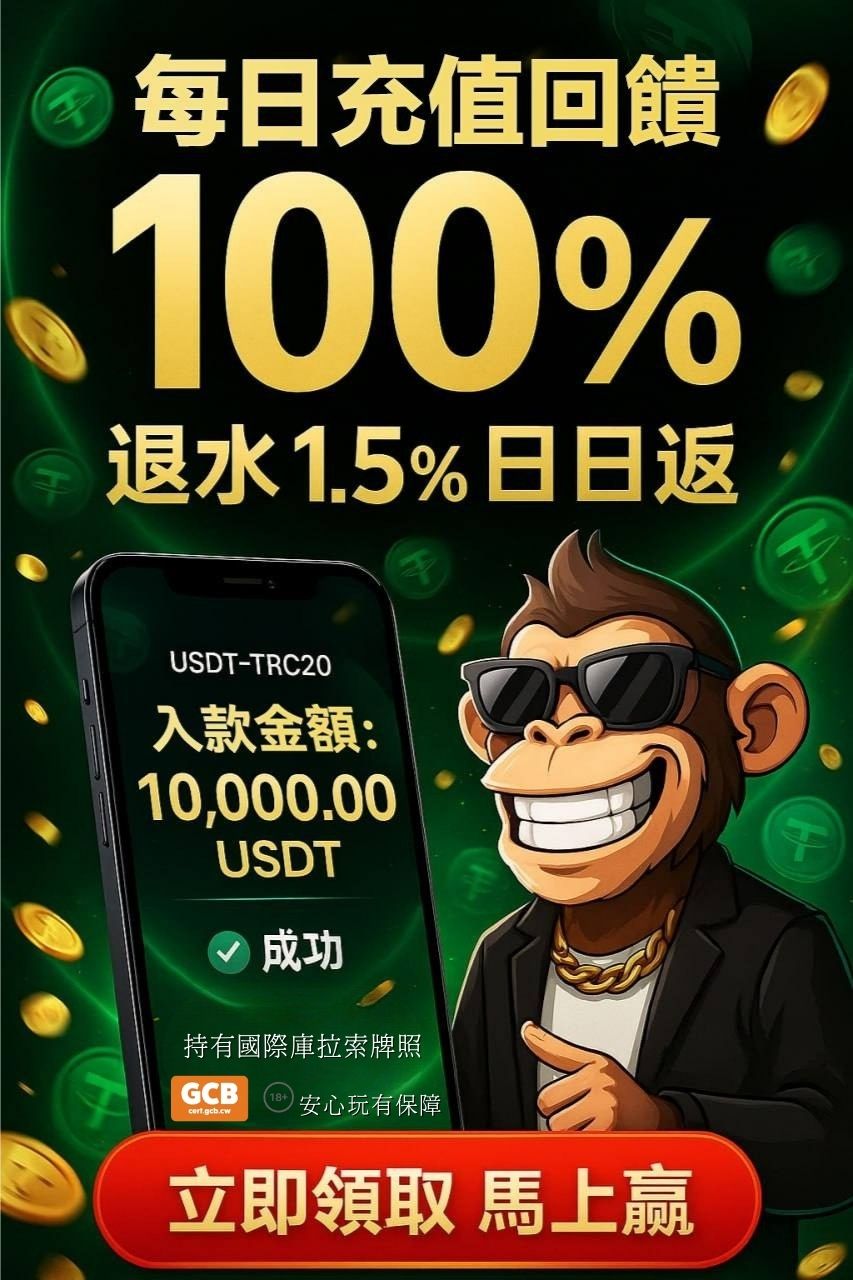 每日充值回饋
100%
退水1.5%日日返
USDT-TRC20
入款金額:
10,000.00
USDT
成功
持有國際庫拉索牌照
GCB
cert.gcb.cw
18+
安心玩有保障
立即領取 馬上贏